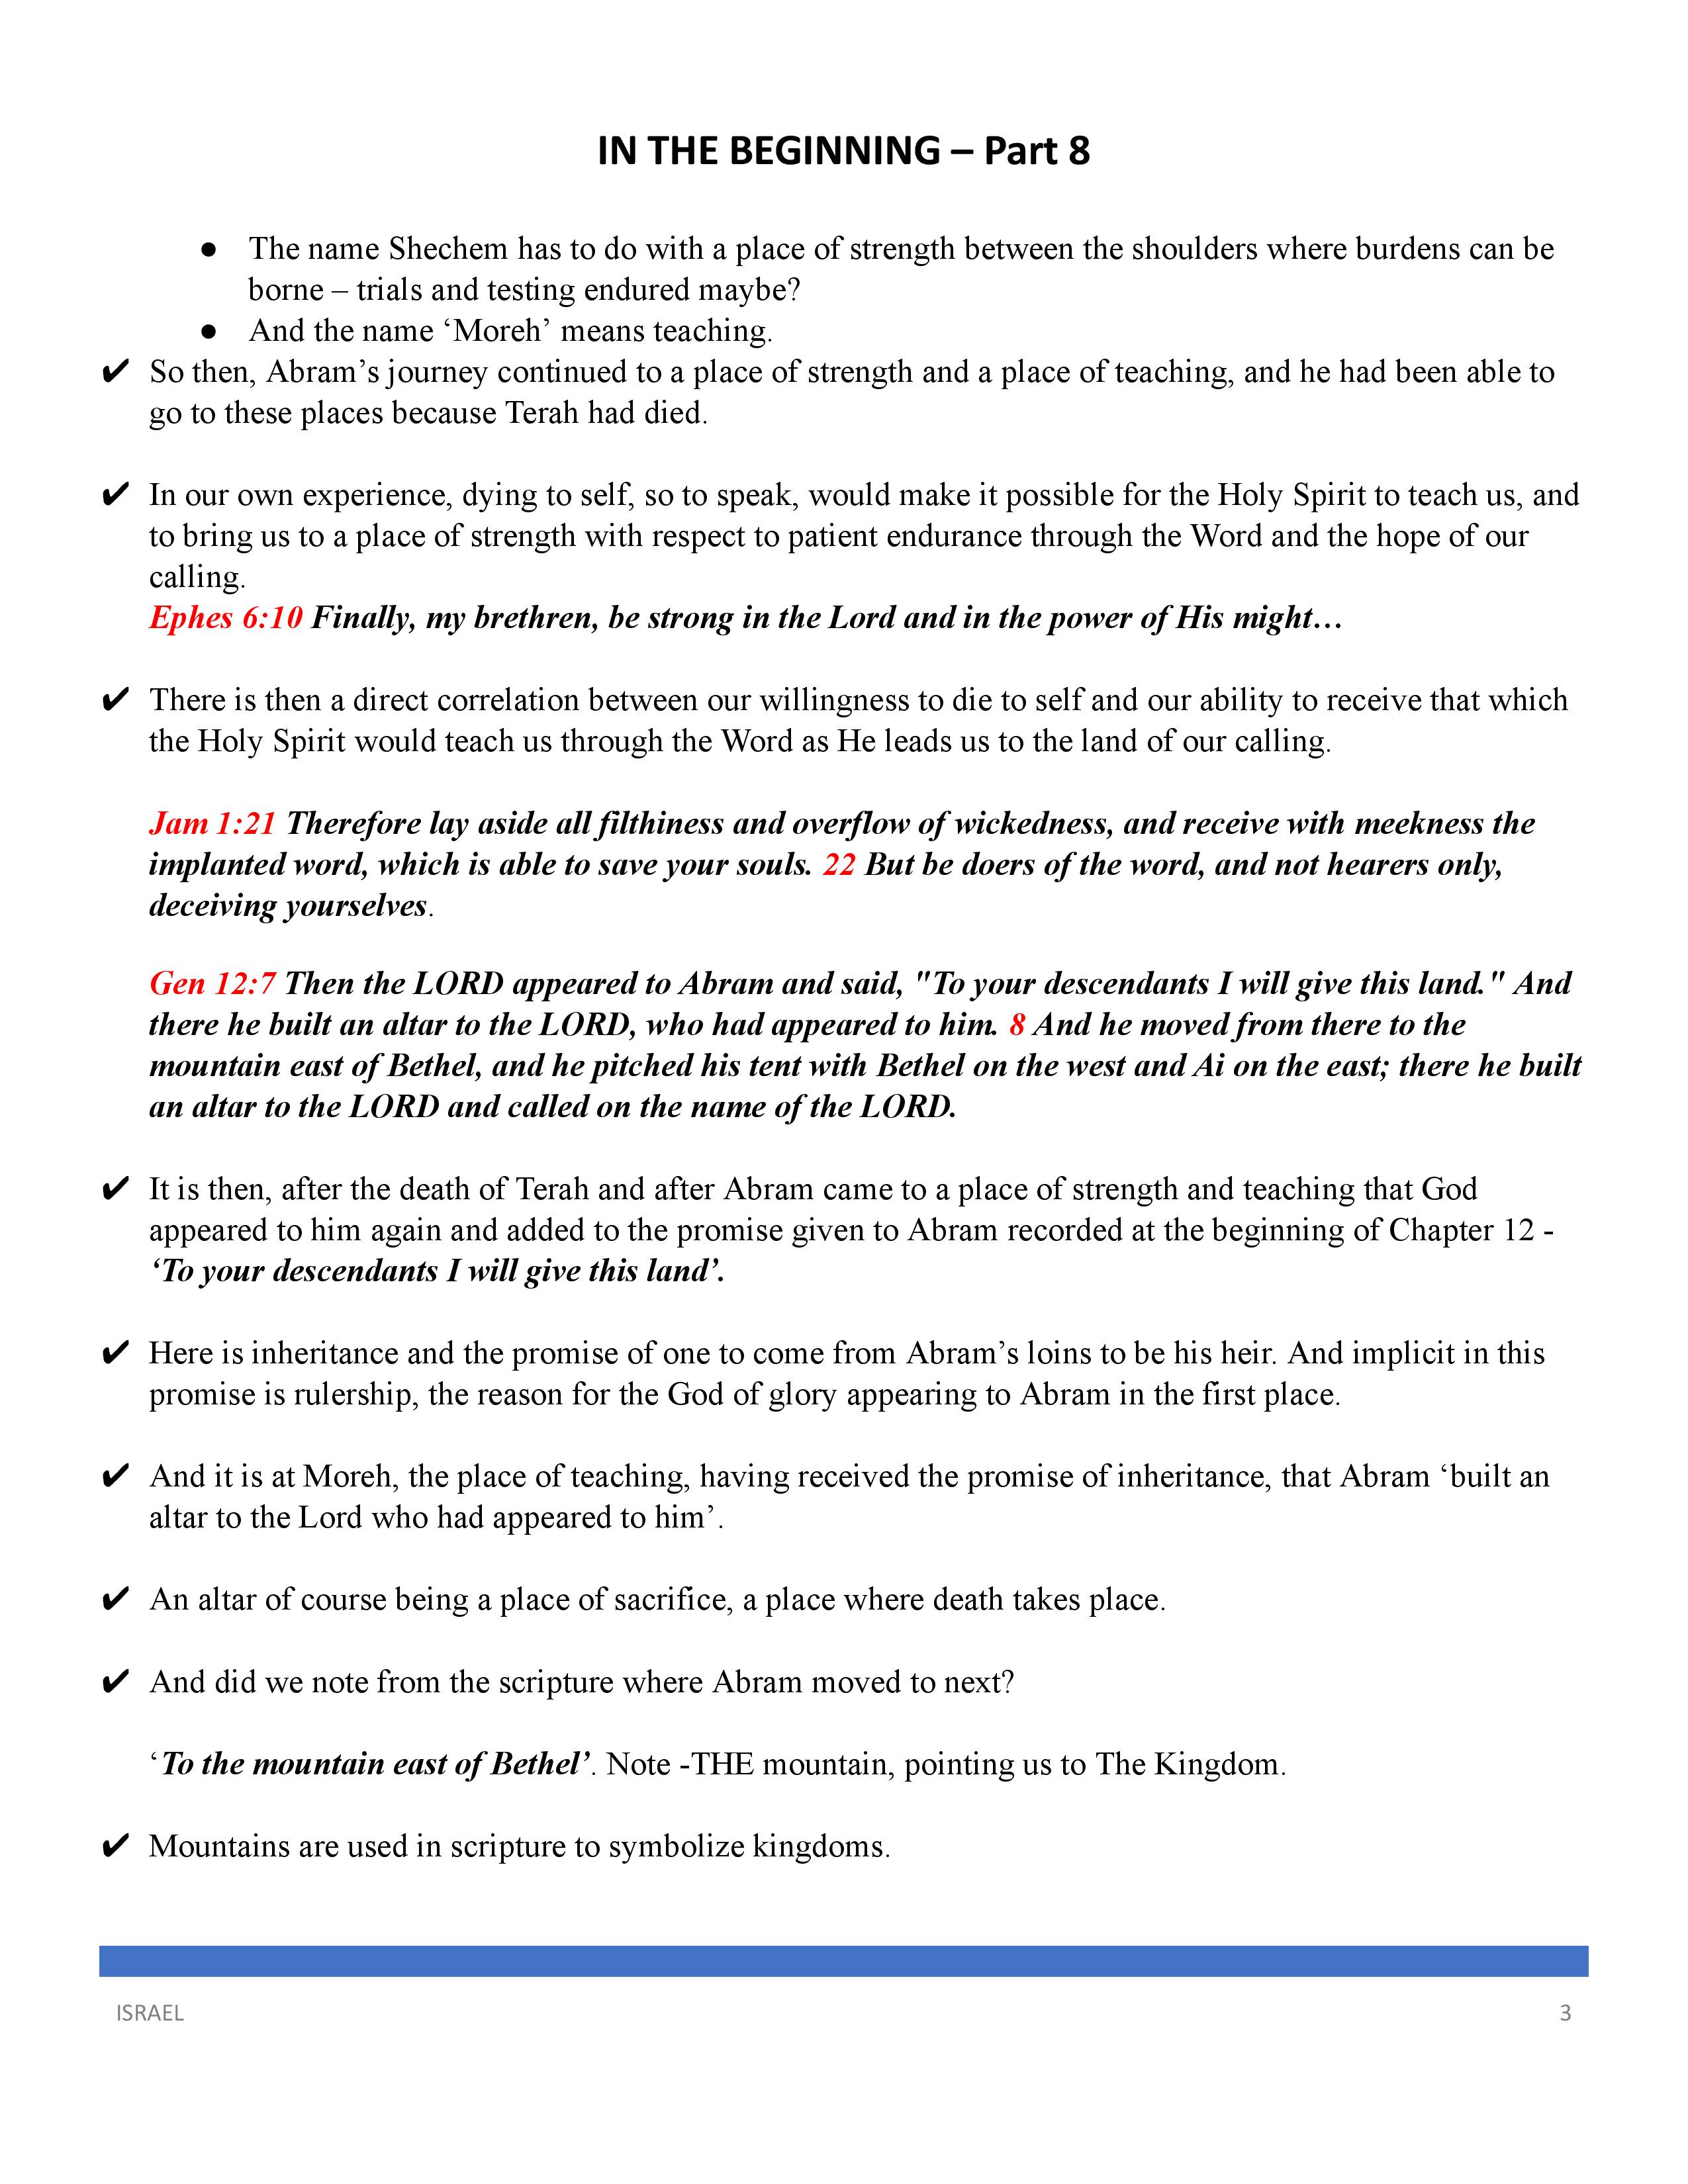 IN THE BEGINNING – Part 8
● The name Shechem has to do with a place of strength between the shoulders where burdens can be
borne – trials and testing endured maybe?
● And the name ‘Moreh’ means teaching.
✔ So then, Abram’s journey continued to a place of strength and a place of teaching, and he had been able to
go to these places because Terah had died.
✔ In our own experience, dying to self, so to speak, would make it possible for the Holy Spirit to teach us, and
to bring us to a place of strength with respect to patient endurance through the Word and the hope of our
calling.
Ephes 6:10 Finally, my brethren, be strong in the Lord and in the power of His might…
✔ There is then a direct correlation between our willingness to die to self and our ability to receive that which
the Holy Spirit would teach us through the Word as He leads us to the land of our calling.
Jam 1:21 Therefore lay aside all filthiness and overflow of wickedness, and receive with meekness the
implanted word, which is able to save your souls. 22 But be doers of the word, and not hearers only,
deceiving yourselves.
Gen 12:7 Then the LORD appeared to Abram and said, "To your descendants I will give this land." And
there he built an altar to the LORD, who had appeared to him. 8 And he moved from there to the
mountain east of Bethel, and he pitched his tent with Bethel on the west and Ai on the east; there he built
an altar to the LORD and called on the name of the LORD.
✔ It is then, after the death of Terah and after Abram came to a place of strength and teaching that God
appeared to him again and added to the promise given to Abram recorded at the beginning of Chapter 12 -
‘To your descendants I will give this land’.
✔ Here is inheritance and the promise of one to come from Abram’s loins to be his heir. And implicit in this
promise is rulership, the reason for the God of glory appearing to Abram in the first place.
✔ And it is at Moreh, the place of teaching, having received the promise of inheritance, that Abram ‘built an
altar to the Lord who had appeared to him’.
✔ An altar of course being a place of sacrifice, a place where death takes place.
✔ And did we note from the scripture where Abram moved to next?
‘To the mountain east of Bethel’. Note -THE mountain, pointing us to The Kingdom.
✔ Mountains are used in scripture to symbolize kingdoms.
ISRAEL 3